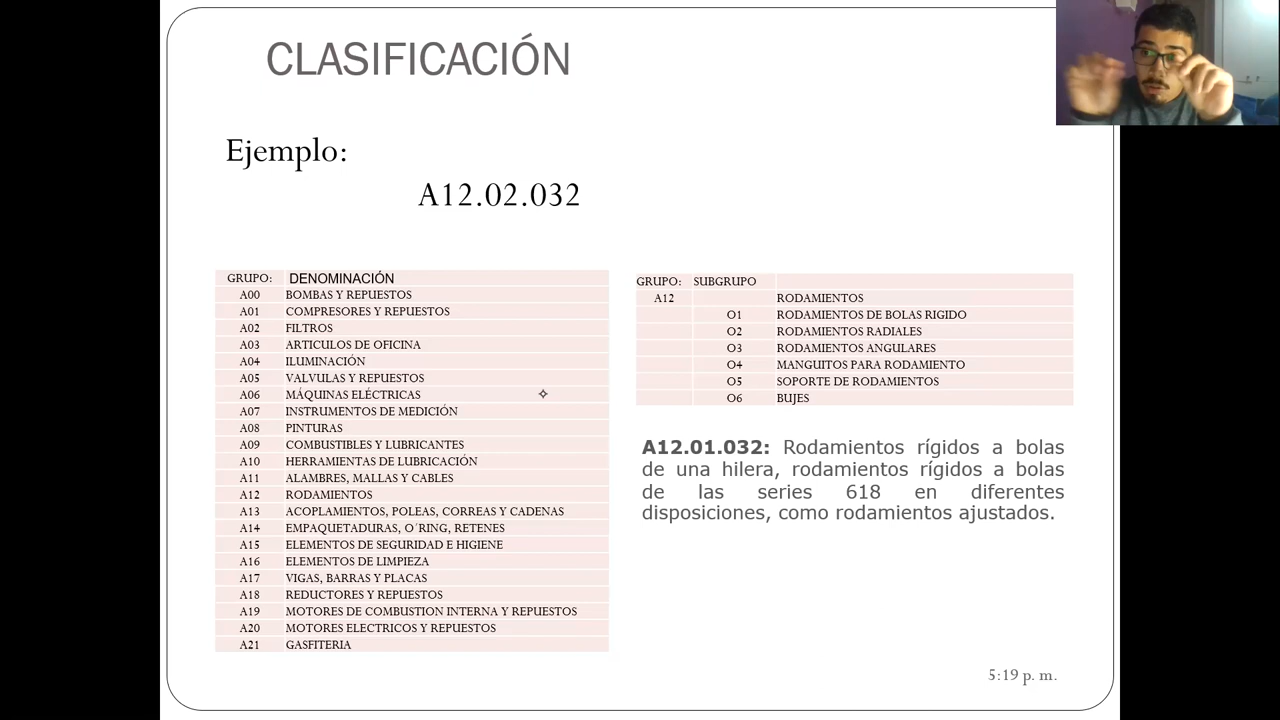 CLASIFICACIÓN
Ejemplo:
A12.02.032
GRUPO: DENOMINACIÓN
A00 BOMBAS Y REPUESTOS
A01 COMPRESORES Y REPUESTOS
A02 FILTROS
A03 ARTICULOS DE OFICINA
A04 ILUMINACIÓN
A05 VALVULAS Y REPUESTOS
A06 MÁQUINAS ELÉCTRICAS
A07 INSTRUMENTOS DE MEDICIÓN
A08 PINTURAS
A09 COMBUSTIBLES Y LUBRICANTES
A10 HERRAMIENTAS DE LUBRICACIÓN
A11 ALAMBRES, MALLAS Y CABLES
A12 RODAMIENTOS
A13 ACOPLAMIENTOS, POLEAS, CORREAS Y CADENAS
A14 EMPAQUETADURAS, O´RING, RETENES
A15 ELEMENTOS DE SEGURIDAD E HIGIENE
A16 ELEMENTOS DE LIMPIEZA
A17 VIGAS, BARRAS Y PLACAS
A18 REDUCTORES Y REPUESTOS
A19 MOTORES DE COMBUSTION INTERNA Y REPUESTOS
A20 MOTORES ELECTRICOS Y REPUESTOS
A21 GASFITERIA
GRUPO: SUBGRUPO
A12 RODAMIENTOS
O1 RODAMIENTOS DE BOLAS RIGIDO
O2 RODAMIENTOS RADIALES
O3 RODAMIENTOS ANGULARES
O4 MANGUITOS PARA RODAMIENTO
O5 SOPORTE DE RODAMIENTOS
O6 BUJES
A12.01.032: Rodamientos rígidos a bolas
de una hilera, rodamientos rígidos a bolas
de las series 618 en diferentes
disposiciones, como rodamientos ajustados.
5:19 p. m.